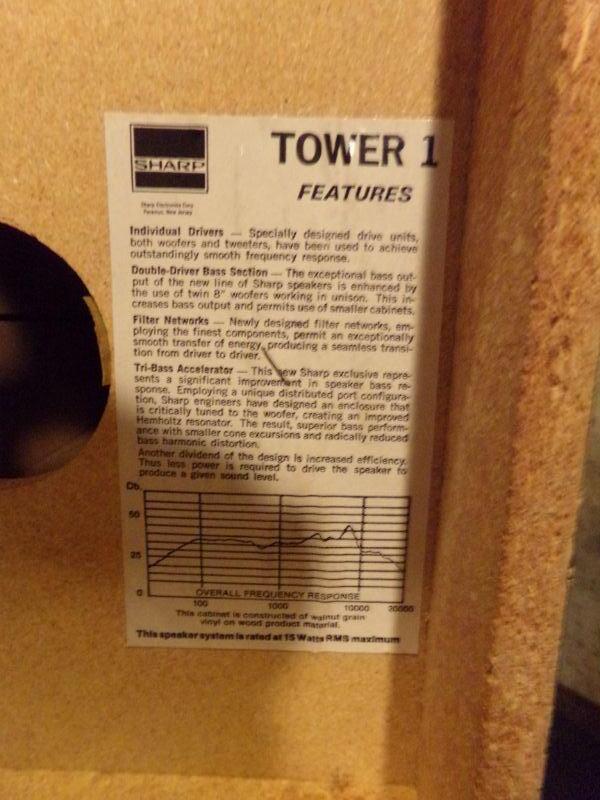 SHARP
Sharp Electronics Corp.
Paramus, New Jersey
TOWER 1
FEATURES
Individual Drivers — Specially designed drive units,
both woofers and tweeters, have been used to achieve
outstandingly smooth frequency response.
Double-Driver Bass Section — The exceptional bass out-
put of the new line of Sharp speakers is enhanced by
the use of twin 8" woofers working in unison. This in-
creases bass output and permits use of smaller cabinets.
Filter Networks — Newly designed filter networks, em-
ploying the finest components, permit an exceptionally
smooth transfer of energy, producing a seamless transi-
tion from driver to driver.
Tri-Bass Accelerator — This new Sharp exclusive repre-
sents a significant improvement in speaker bass re-
sponse. Employing a unique distributed port configura-
tion, Sharp engineers have designed an enclosure that
is critically tuned to the woofer, creating an improved
Hemholtz resonator. The result, superior bass perform-
ance with smaller cone excursions and radically reduced
bass harmonic distortion.
Another dividend of the design is increased efficiency.
Thus less power is required to drive the speaker to
produce a given sound level.
Db.
50
25
0
OVERALL FREQUENCY RESPONSE
100 1000 10000 20000
This cabinet is constructed of walnut grain
vinyl on wood product material.
This speaker system is rated at 15 Watts RMS maximum